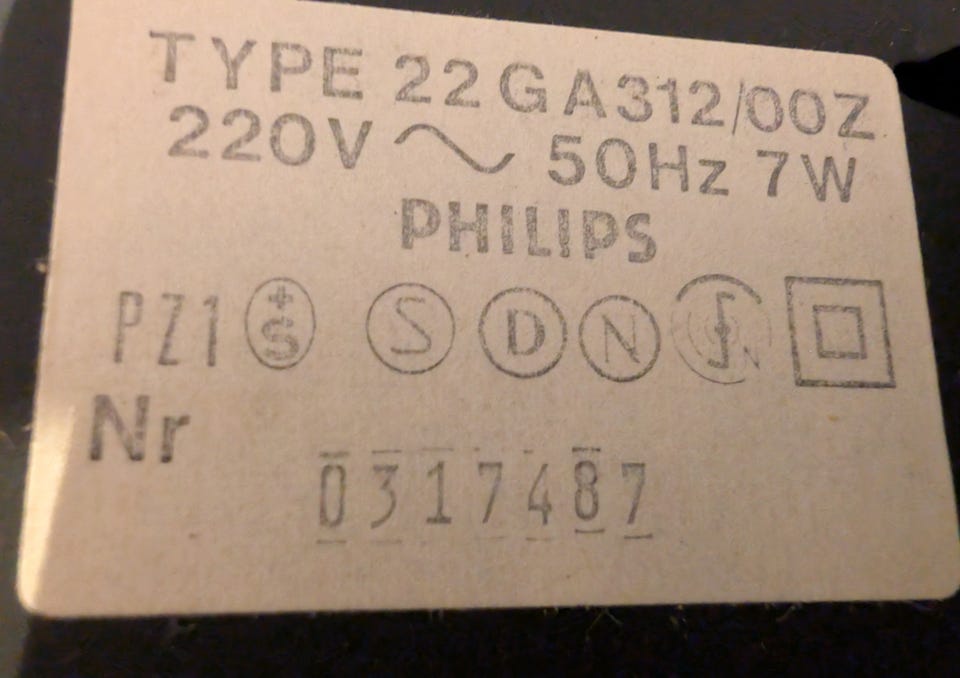 TYPE 22GA312/00Z
220V ~ 50Hz 7W
PHILIPS
PZ1 +S S D N N
Nr
0317487